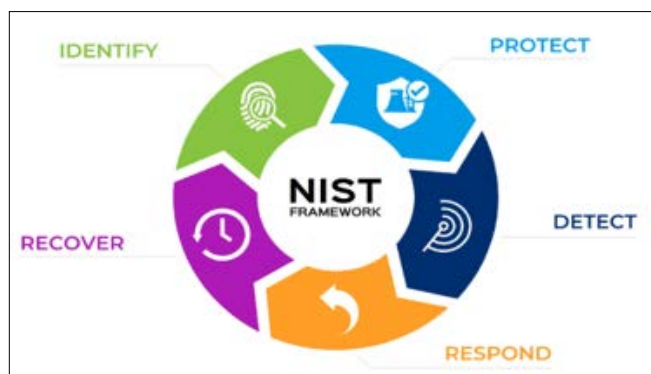 IDENTIFY
PROTECT
NIST
FRAMEWORK
DETECT
RECOVER
RESPOND